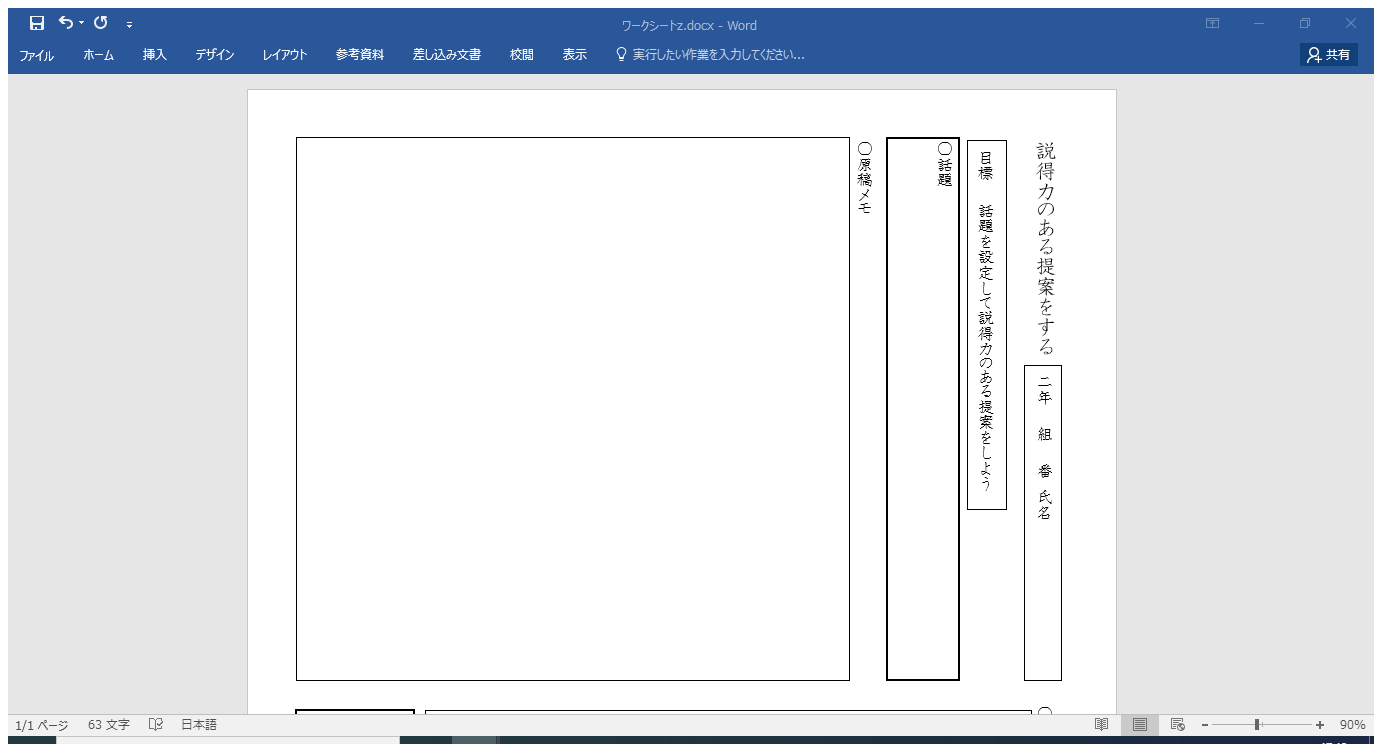 ワークシートz.docx - Word
ファイル
ホーム
挿入
デザイン
レイアウト
参考資料
差し込み文書
校閲
表示
実行したい作業を入力してください...
共有
説得力のある提案をする
二年 組 番 氏名
目標 話題を設定して説得力のある提案をしよう
〇話題
〇原稿メモ
1/1 ページ
63 文字
日本語
90%